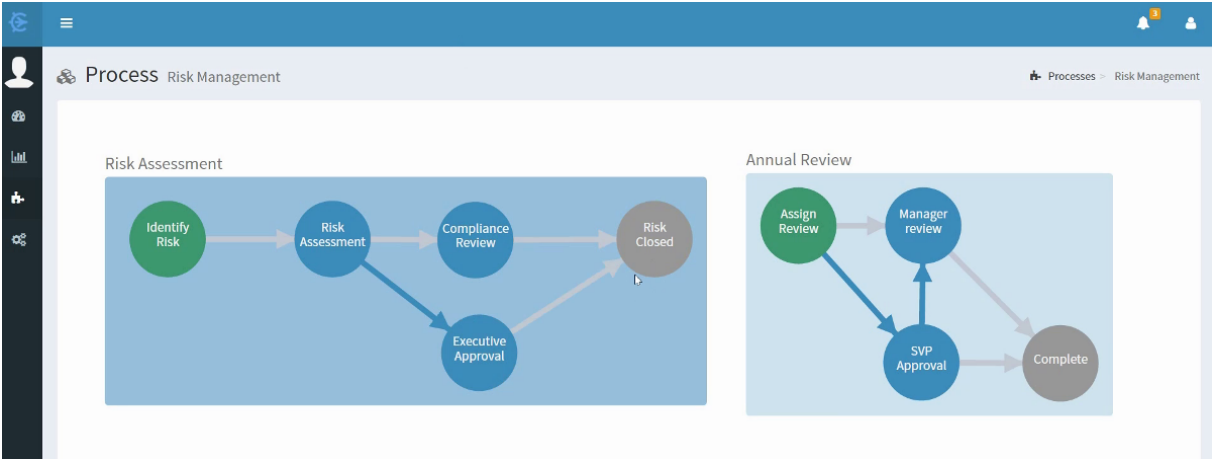 3
Process Risk Management
Processes > Risk Management
Risk Assessment
Identify
Risk
Risk
Assessment
Compliance
Review
Risk
Closed
Executive
Approval
Annual Review
Assign
Review
Manager
review
SVP
Approval
Complete